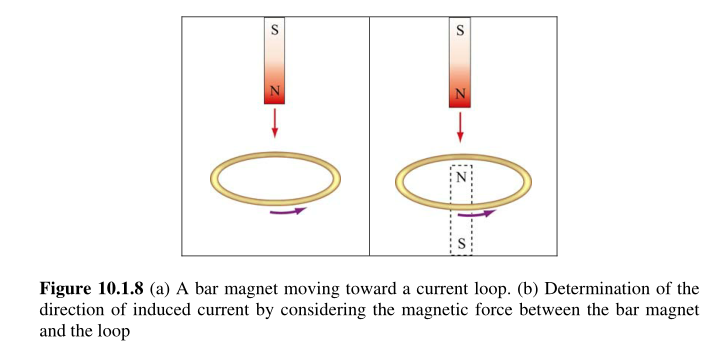 S
N
S
N
N
S
Figure 10.1.8 (a) A bar magnet moving toward a current loop. (b) Determination of the
direction of induced current by considering the magnetic force between the bar magnet
and the loop